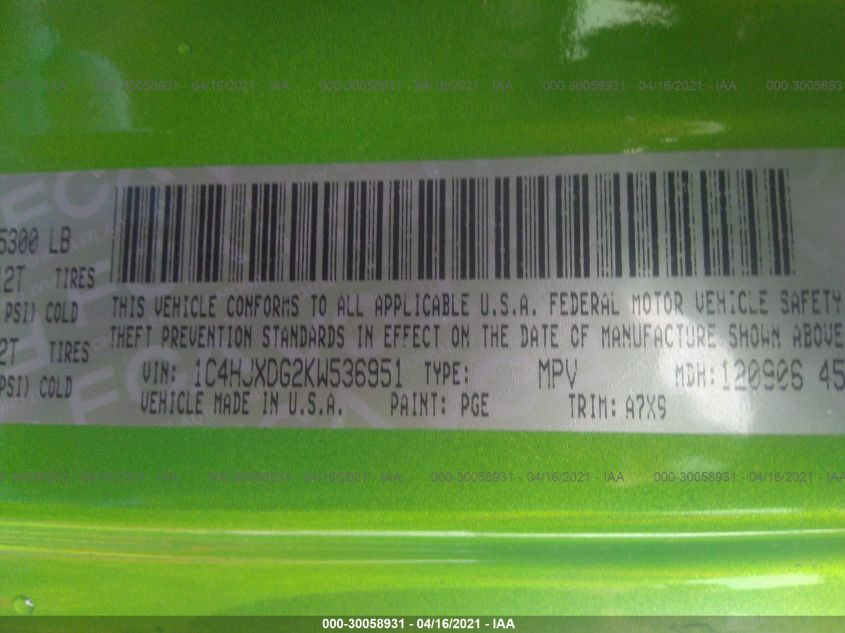 2021 - IAA 000-30058931 - 04/16/2021 - IAA 000-30058931 - 04/16/2021 - IAA 000-3005893
5300 LB
2T TIRES
PSI) COLD
2T TIRES
PSI) COLD
THIS VEHICLE CONFORMS TO ALL APPLICABLE U.S.A. FEDERAL MOTOR VEHICLE SAFETY
THEFT PREVENTION STANDARDS IN EFFECT ON THE DATE OF MANUFACTURE SHOWN ABOVE
VIN: 1C4HJXDG2KW536951 TYPE: MPV MDH: 120906 45
VEHICLE MADE IN U.S.A. PAINT: PGE TRIM: A7X9
000-30058931 - 04/16/2021 - IAA 000-30058931 - 04/16/2021 - IAA
000-30058931 - 04/16/2021 - IAA